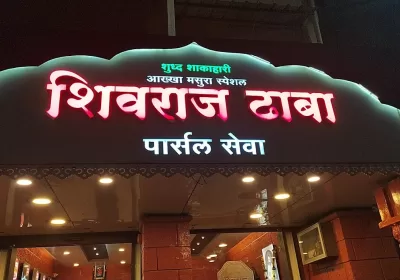 शुध्द शाकाहारी
आख्खा मसुरा स्पेशल
शिवराज ढाबा
पार्सल सेवा